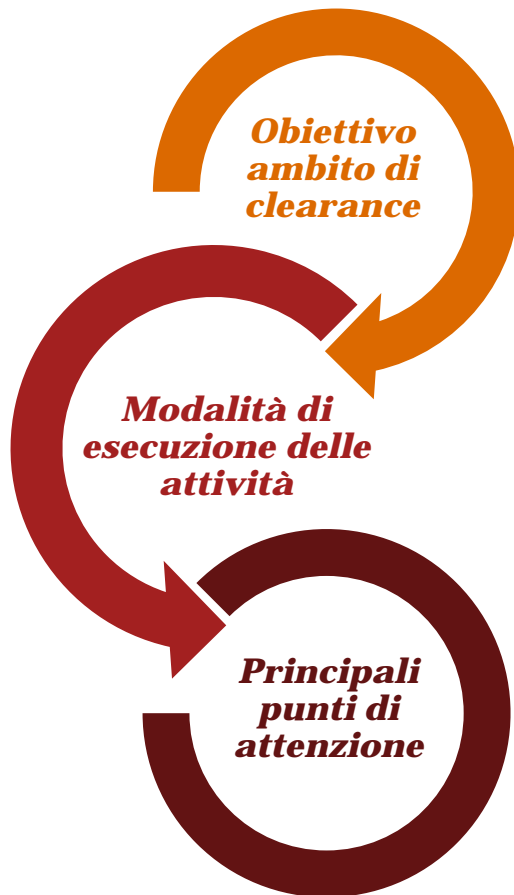 Obiettivo
ambito di
clearance
Modalità di
esecuzione delle
attività
Principali
punti di
attenzione